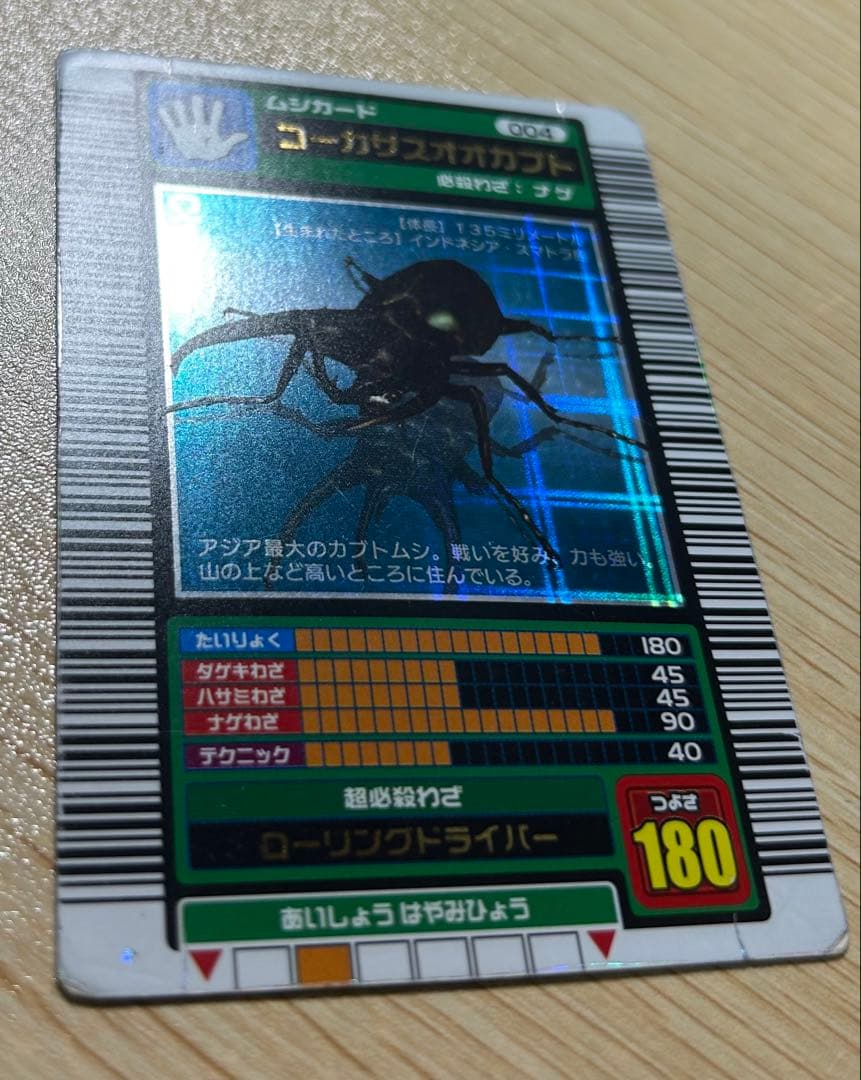 ムシカード
004
コーカサスオオカブト
必殺わざ：ナゲ
【体長】135ミリメートル
【生まれたところ】インドネシア・スマトラ島
アジア最大のカブトムシ。戦いを好み、力も強い。
山の上など高いところに住んでいる。
たいりょく 180
ダゲキわざ 45
ハサミわざ 45
ナゲわざ 90
テクニック 40
超必殺わざ
ローリングドライバー
つよさ
180
あいしょうはやみひょう